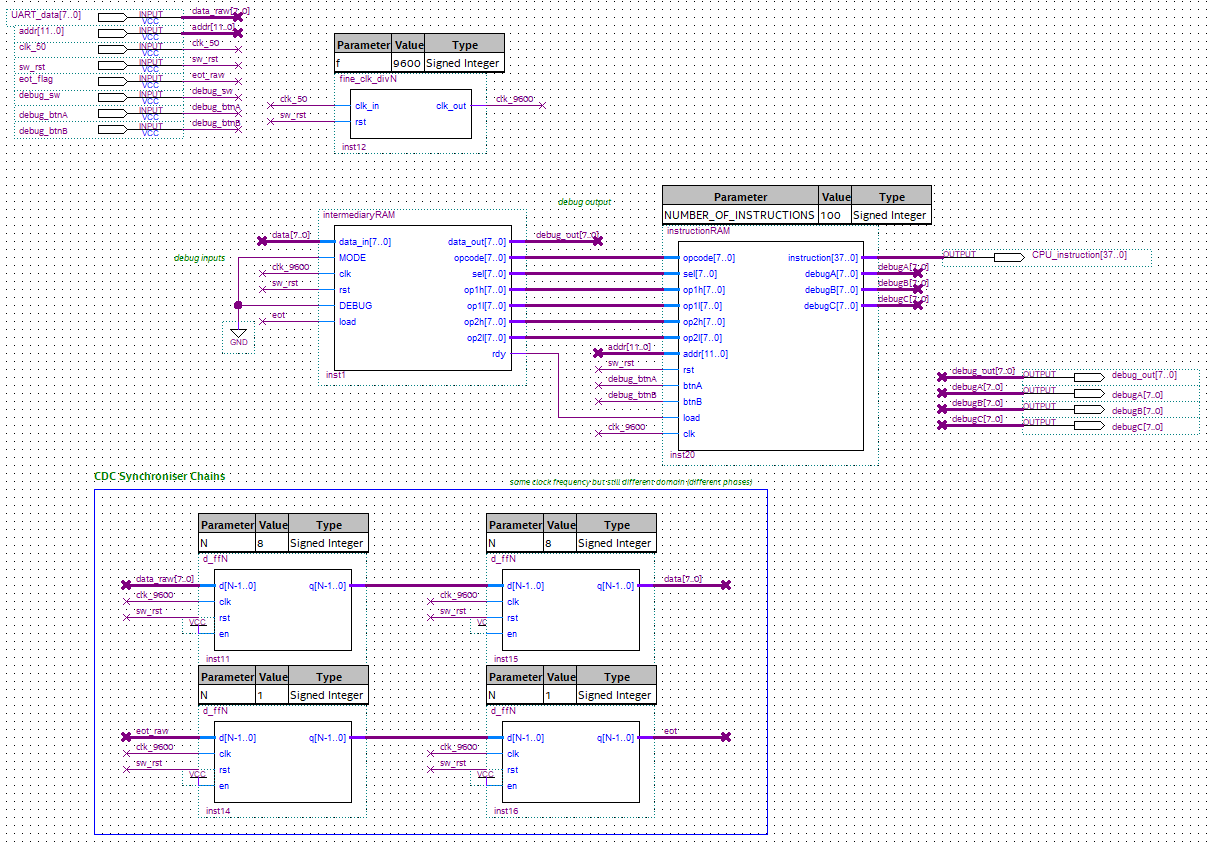 UART_data[7..0] INPUT VCC data_raw[7..0]
addr[11..0] INPUT VCC addr[11..0]
clk_50 INPUT VCC clk_50
sw_rst INPUT VCC sw_rst
eot_flag INPUT VCC eot_raw
debug_sw INPUT VCC debug_sw
debug_btnA INPUT VCC debug_btnA
debug_btnB INPUT VCC debug_btnB
Parameter Value Type
f 9600 Signed Integer
fine_clk_divN
clk_50 clk_in clk_out clk_9600
sw_rst rst
inst12
debug output
Parameter Value Type
NUMBER_OF_INSTRUCTIONS 100 Signed Integer
intermediaryRAM
debug inputs
data[7..0] data_in[7..0] data_out[7..0] debug_out[7..0]
MODE opcode[7..0]
clk_9600 clk sel[7..0]
sw_rst rst op1h[7..0]
DEBUG op1l[7..0]
eot load op2h[7..0]
op2l[7..0]
rdy
GND
inst1
instructionRAM
opcode[7..0] instruction[37..0] OUTPUT CPU_instruction[37..0]
sel[7..0] debugA[7..0] debugA[7..0]
op1h[7..0] debugB[7..0] debugB[7..0]
op1l[7..0] debugC[7..0] debugC[7..0]
op2h[7..0]
op2l[7..0]
addr[11..0] addr[11..0]
sw_rst rst
debug_btnA btnA
debug_btnB btnB
load
clk_9600 clk
inst20
debug_out[7..0] OUTPUT debug_out[7..0]
debugA[7..0] OUTPUT debugA[7..0]
debugB[7..0] OUTPUT debugB[7..0]
debugC[7..0] OUTPUT debugC[7..0]
CDC Synchroniser Chains
same clock frequency but still different domain (different phases)
Parameter Value Type
N 8 Signed Integer
d_ffN
data_raw[7..0] d[N-1..0] q[N-1..0]
clk_9600 clk
sw_rst rst
VCC en
inst11
Parameter Value Type
N 8 Signed Integer
d_ffN
d[N-1..0] q[N-1..0] data[7..0]
clk_9600 clk
sw_rst rst
VC en
inst15
Parameter Value Type
N 1 Signed Integer
d_ffN
eot_raw d[N-1..0] q[N-1..0]
clk_9600 clk
sw_rst rst
VCC en
inst14
Parameter Value Type
N 1 Signed Integer
d_ffN
d[N-1..0] q[N-1..0] eot
clk_9600 clk
sw_rst rst
VCC en
inst16